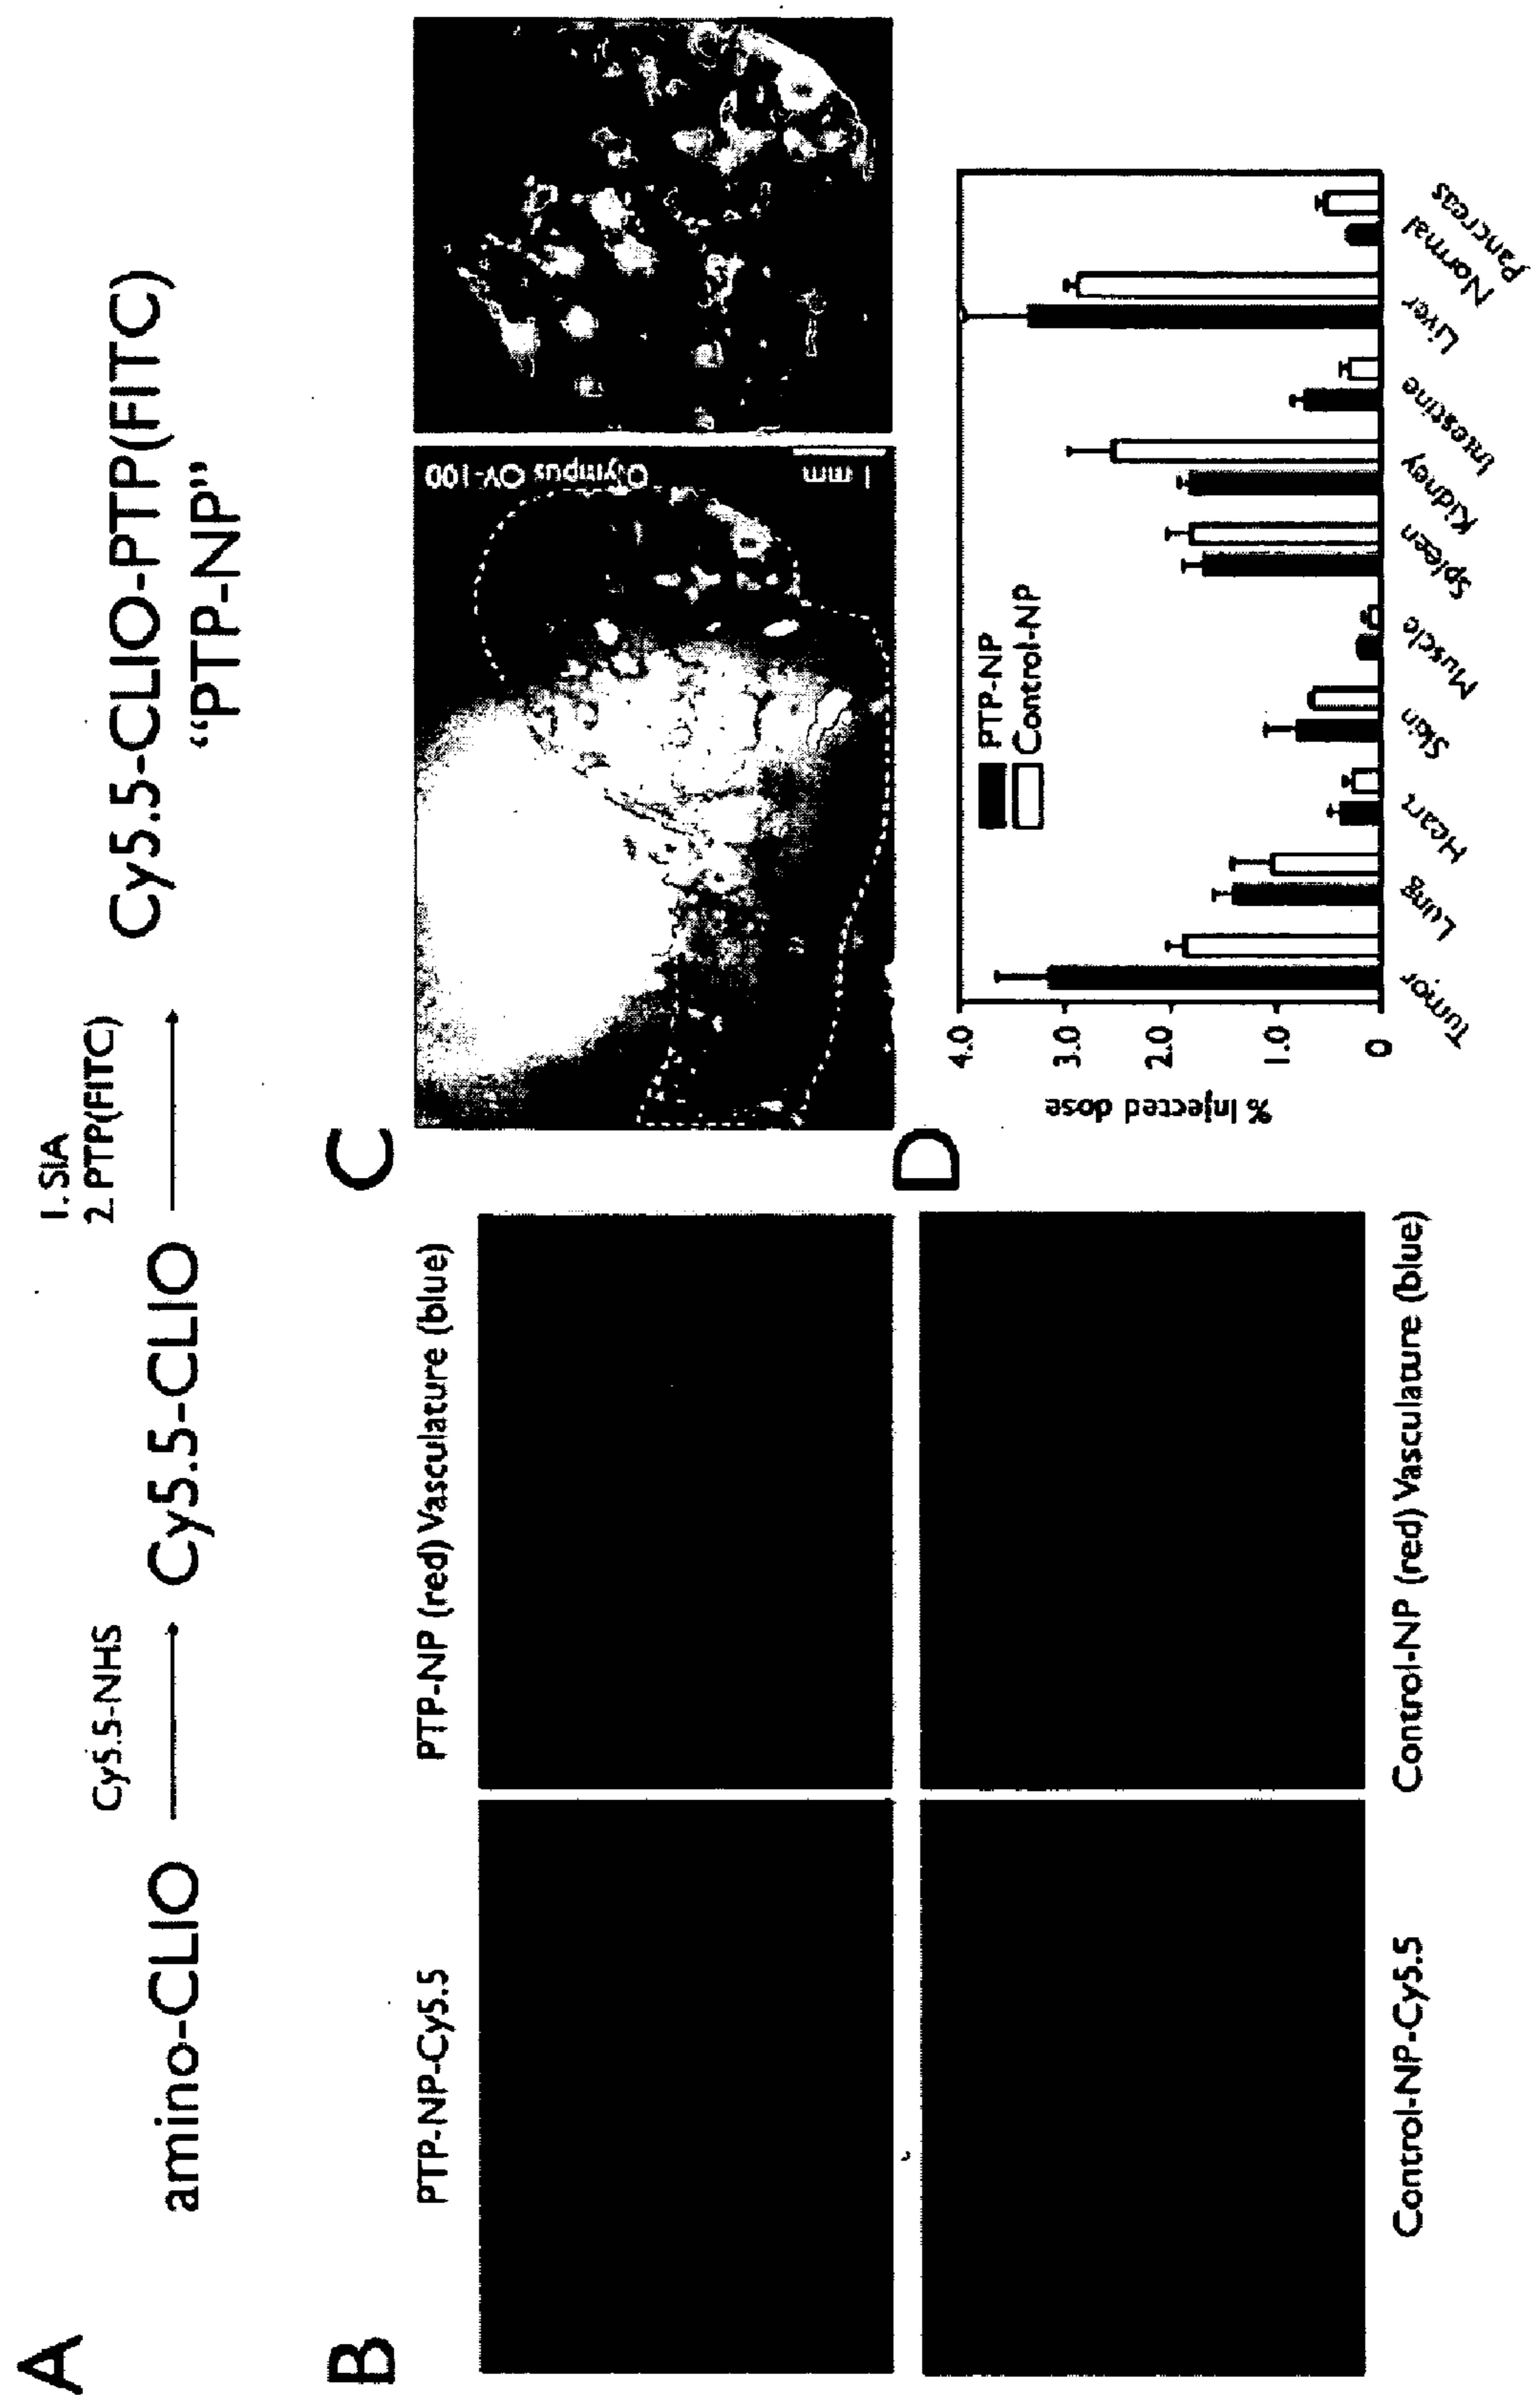 A
amino-CLIO
Cy5.5-NHS
Cy5.5-CLIO
1. SIA
2. PTP(FITC)
Cy5.5-CLIO-PTP(FITC)
“PTP-NP”
B
PTP-NP-Cy5.5
PTP-NP (red) Vasculature (blue)
Control-NP-Cy5.5
Control-NP (red) Vasculature (blue)
C
Olympus OV-100
1 mm
D
% Injected dose
4.0
3.0
2.0
1.0
0
PTP-NP
Control-NP
Tumor
Lung
Heart
Skin
Muscle
Spleen
Kidney
Intestine
Liver
Normal
Pancreas